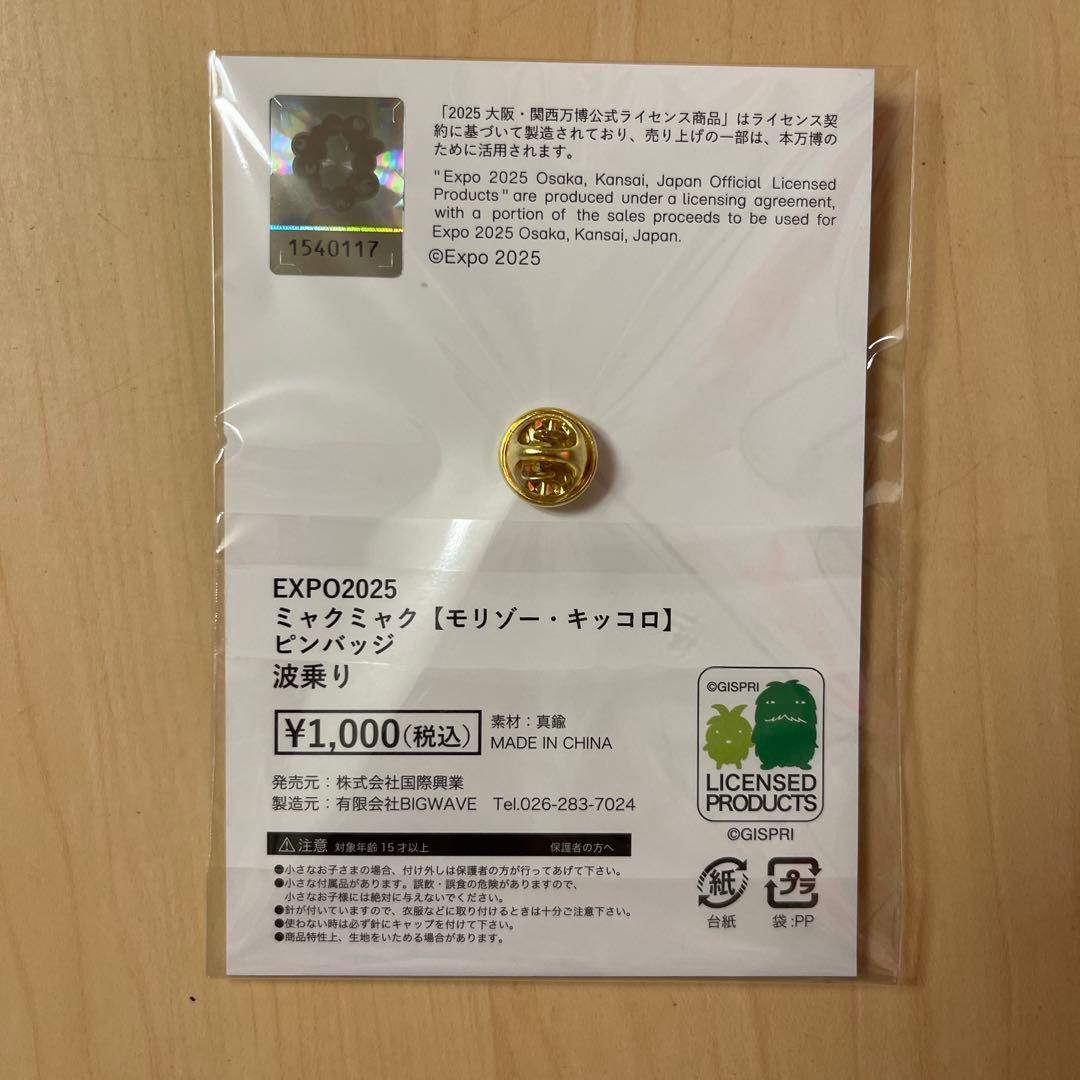 「2025 大阪・関西万博公式ライセンス商品」はライセンス契
約に基づいて製造されており、売り上げの一部は、本万博の
ために活用されます。
"Expo 2025 Osaka, Kansai, Japan Official Licensed
Products" are produced under a licensing agreement,
with a portion of the sales proceeds to be used for
Expo 2025 Osaka, Kansai, Japan.
©Expo 2025
1540117
EXPO2025
ミャクミャク【モリゾー・キッコロ】
ピンバッジ
波乗り
¥1,000(税込)
素材：真鍮
MADE IN CHINA
発売元：株式会社国際興業
製造元：有限会社BIGWAVE Tel.026-283-7024
©GISPRI
LICENSED
PRODUCTS
©GISPRI
⚠注意 対象年齢15才以上 保護者の方へ
●小さなお子さまの場合、付け外しは保護者の方が行ってあげて下さい。
●小さな付属品があります。誤飲・誤食の危険がありますので、
小さなお子様には絶対に与えないでください。
●針が付いていますので、衣服などに取り付けるときは十分ご注意下さい。
●使わない時は必ず針にキャップを付けて下さい。
●商品特性上、生地をいためる場合があります。
紙
台紙
プラ
袋:PP